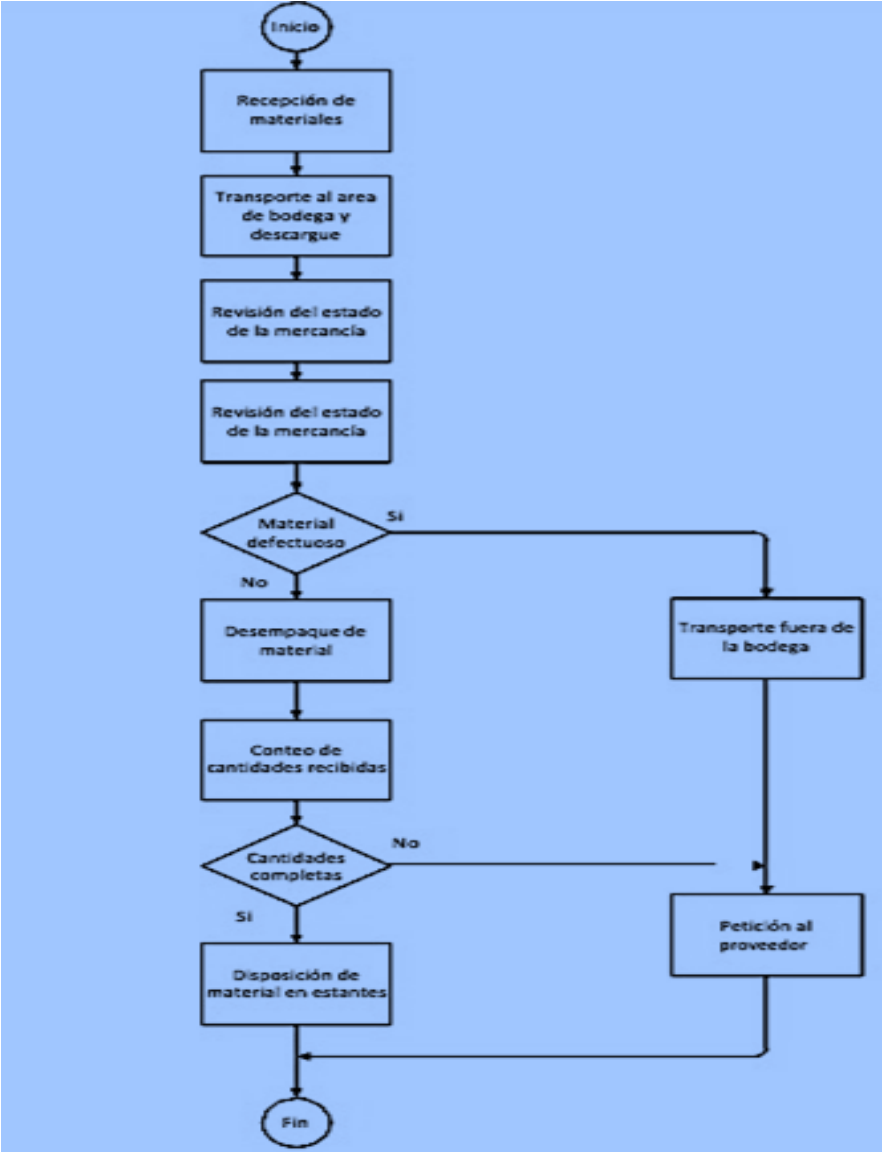 Inicio
Recepción de
materiales
Transporte al area
de bodega y
descargue
Revisión del estado
de la mercancía
Revisión del estado
de la mercancía
Material
defectuoso
Si
No
Desempaque de
material
Transporte fuera de
la bodega
Conteo de
cantidades recibidas
Cantidades
completas
No
Si
Petición al
proveedor
Disposición de
material en estantes
Fin